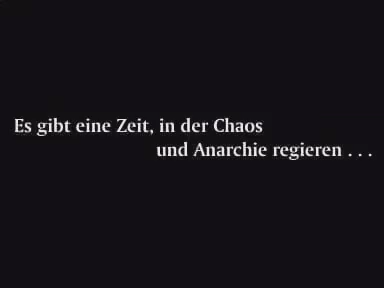 Es gibt eine Zeit, in der Chaos
und Anarchie regieren . . .